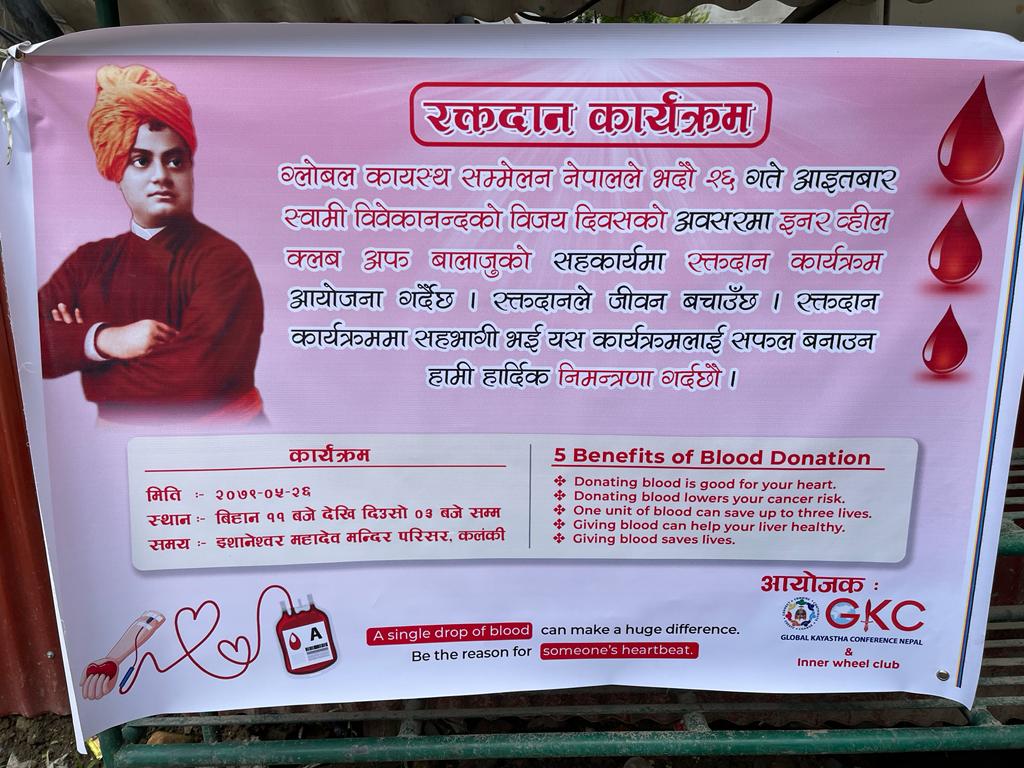 रक्तदान कार्यक्रम
ग्लोबल कायस्थ सम्मेलन नेपालले भदौ २६ गते आइतबार
स्वामी विवेकानन्दको विजय दिवसको अवसरमा इनर व्हील
क्लब अफ बालाजुको सहकार्यमा रक्तदान कार्यक्रम
आयोजना गर्दैछ । रक्तदानले जीवन बचाउँछ । रक्तदान
कार्यक्रममा सहभागी भई यस कार्यक्रमलाई सफल बनाउन
हामी हार्दिक निमन्त्रणा गर्दछौ ।
कार्यक्रम
मिति :- २०७९-०५-२६
स्थान :- बिहान ११ बजे देखि दिउसो ०३ बजे सम्म
समय :- इशानेश्वर महादेव मन्दिर परिसर, कलंकी
5 Benefits of Blood Donation
Donating blood is good for your heart.
Donating blood lowers your cancer risk.
One unit of blood can save up to three lives.
Giving blood can help your liver healthy.
Giving blood saves lives.
A
A single drop of blood can make a huge difference.
Be the reason for someone's heartbeat.
आयोजक :
GKC
GLOBAL KAYASTHA CONFERENCE NEPAL
&
Inner wheel club